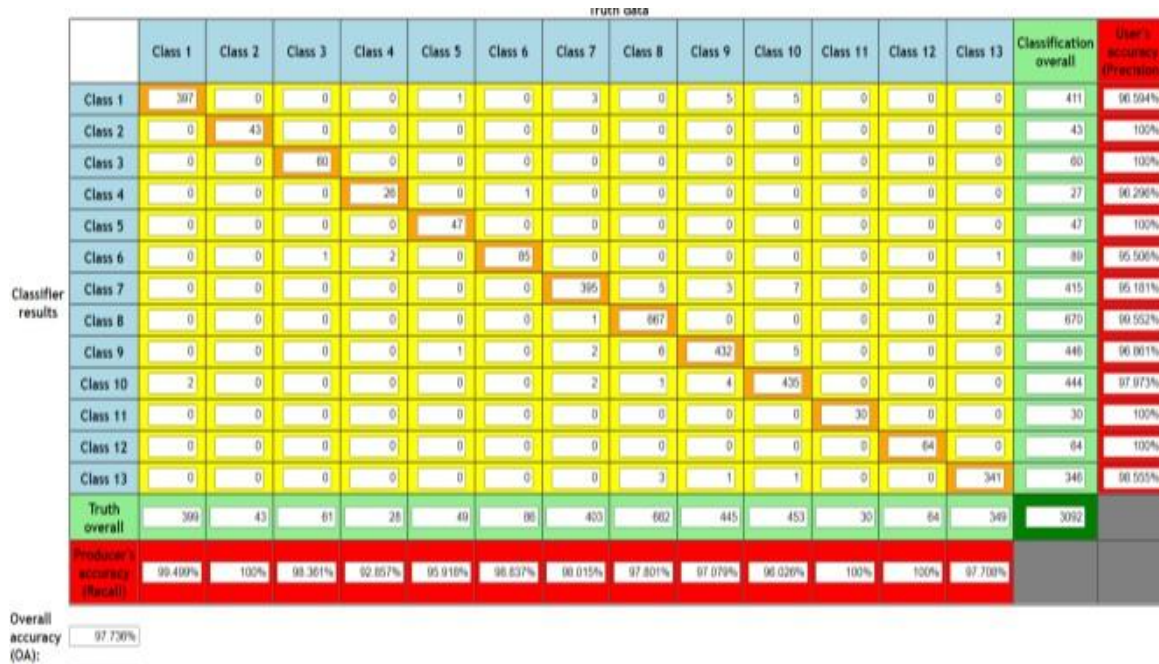 Truth data
Class 1 Class 2 Class 3 Class 4 Class 5 Class 6 Class 7 Class 8 Class 9 Class 10 Class 11 Class 12 Class 13 Classification overall User's accuracy (Precision)
Class 1 397 0 0 0 1 0 3 0 5 5 0 0 0 411 96.594%
Class 2 0 43 0 0 0 0 0 0 0 0 0 0 0 43 100%
Class 3 0 0 60 0 0 0 0 0 0 0 0 0 0 60 100%
Class 4 0 0 0 26 0 1 0 0 0 0 0 0 0 27 96.296%
Class 5 0 0 0 0 47 0 0 0 0 0 0 0 0 47 100%
Class 6 0 0 1 2 0 85 0 0 0 0 0 0 1 89 95.506%
Classifier results
Class 7 0 0 0 0 0 0 395 5 3 7 0 0 5 415 95.181%
Class 8 0 0 0 0 0 0 1 667 0 0 0 0 2 670 99.552%
Class 9 0 0 0 0 1 0 2 6 432 5 0 0 0 446 96.861%
Class 10 2 0 0 0 0 0 2 1 4 435 0 0 0 444 97.973%
Class 11 0 0 0 0 0 0 0 0 0 0 30 0 0 30 100%
Class 12 0 0 0 0 0 0 0 0 0 0 0 64 0 64 100%
Class 13 0 0 0 0 0 0 0 3 1 1 0 0 341 346 98.555%
Truth overall 399 43 61 28 49 86 403 682 445 453 30 64 349 3092
Producer's accuracy (Recall) 99.499% 100% 98.361% 92.857% 95.918% 98.837% 98.015% 97.801% 97.079% 96.026% 100% 100% 97.708%
Overall accuracy (OA): 97.736%